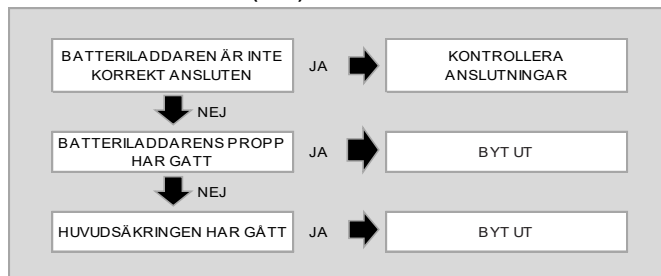 BATTERILADDAREN ÄR INTE
KORREKT ANSLUTEN
JA
KONTROLLERA
ANSLUTNINGAR
NEJ
BATTERILADDARENS PROPP
HAR GATT
JA
BYT UT
NEJ
HUVUDSÄKRINGEN HAR GÅTT
JA
BYT UT